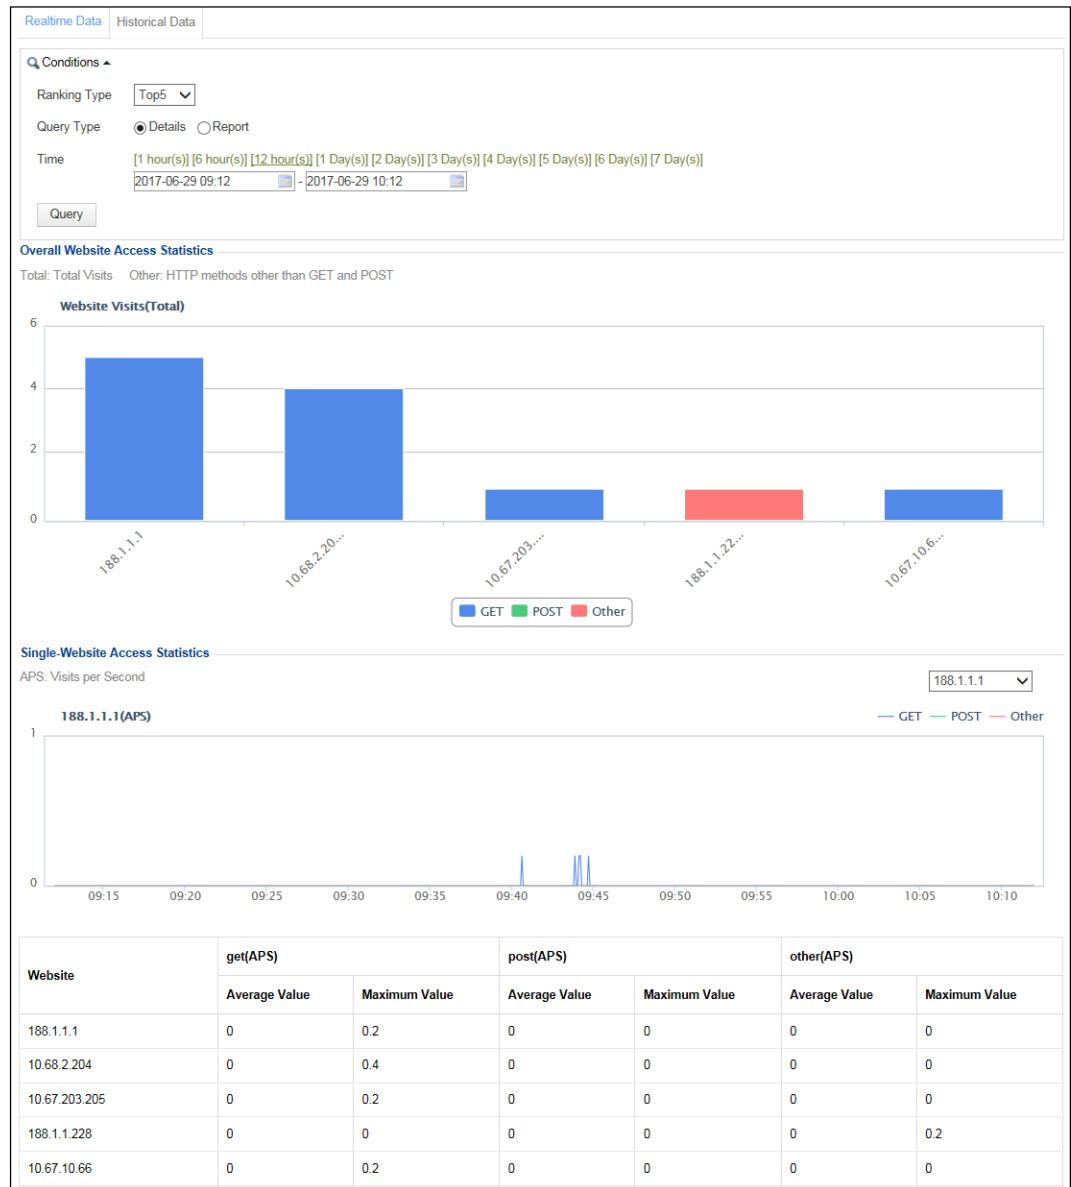 Realtime Data Historical Data
Conditions
Ranking Type Top5
Query Type Details Report
Time [1 hour(s)] [6 hour(s)] [12 hour(s)] [1 Day(s)] [2 Day(s)] [3 Day(s)] [4 Day(s)] [5 Day(s)] [6 Day(s)] [7 Day(s)]
2017-06-29 09:12 - 2017-06-29 10:12
Query
Overall Website Access Statistics
Total: Total Visits Other: HTTP methods other than GET and POST
Website Visits(Total)
6
4
2
0
188.1.1.1 10.68.2.20... 10.67.203.... 188.1.1.22... 10.67.10.6...
GET POST Other
Single-Website Access Statistics
APS: Visits per Second 188.1.1.1
188.1.1.1(APS) GET POST Other
1
0
09:15 09:20 09:25 09:30 09:35 09:40 09:45 09:50 09:55 10:00 10:05 10:10
Website get(APS) post(APS) other(APS)
Average Value Maximum Value Average Value Maximum Value Average Value Maximum Value
188.1.1.1 0 0.2 0 0 0 0
10.68.2.204 0 0.4 0 0 0 0
10.67.203.205 0 0.2 0 0 0 0
188.1.1.228 0 0 0 0 0 0.2
10.67.10.66 0 0.2 0 0 0 0